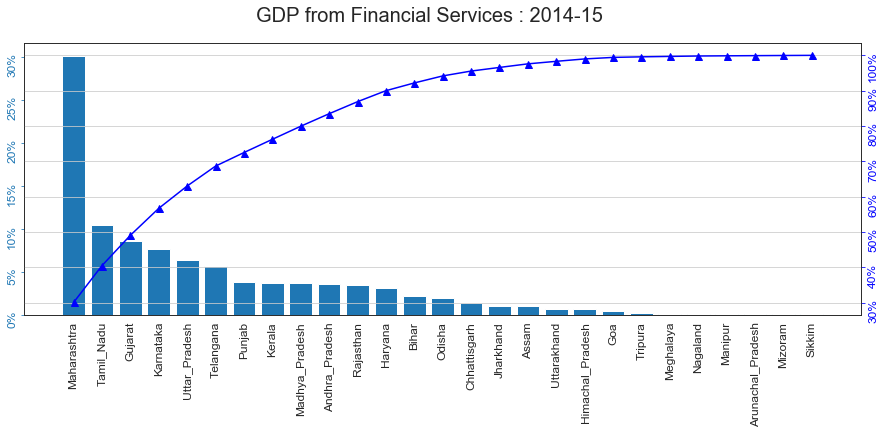 GDP from Financial Services : 2014-15
30%
25%
20%
15%
10%
5%
0%
100%
90%
80%
70%
60%
50%
40%
30%
Maharashtra
Tamil_Nadu
Gujarat
Karnataka
Uttar_Pradesh
Telangana
Punjab
Kerala
Madhya_Pradesh
Andhra_Pradesh
Rajasthan
Haryana
Bihar
Odisha
Chhattisgarh
Jharkhand
Assam
Uttarakhand
Himachal_Pradesh
Goa
Tripura
Meghalaya
Nagaland
Manipur
Arunachal_Pradesh
Mizoram
Sikkim